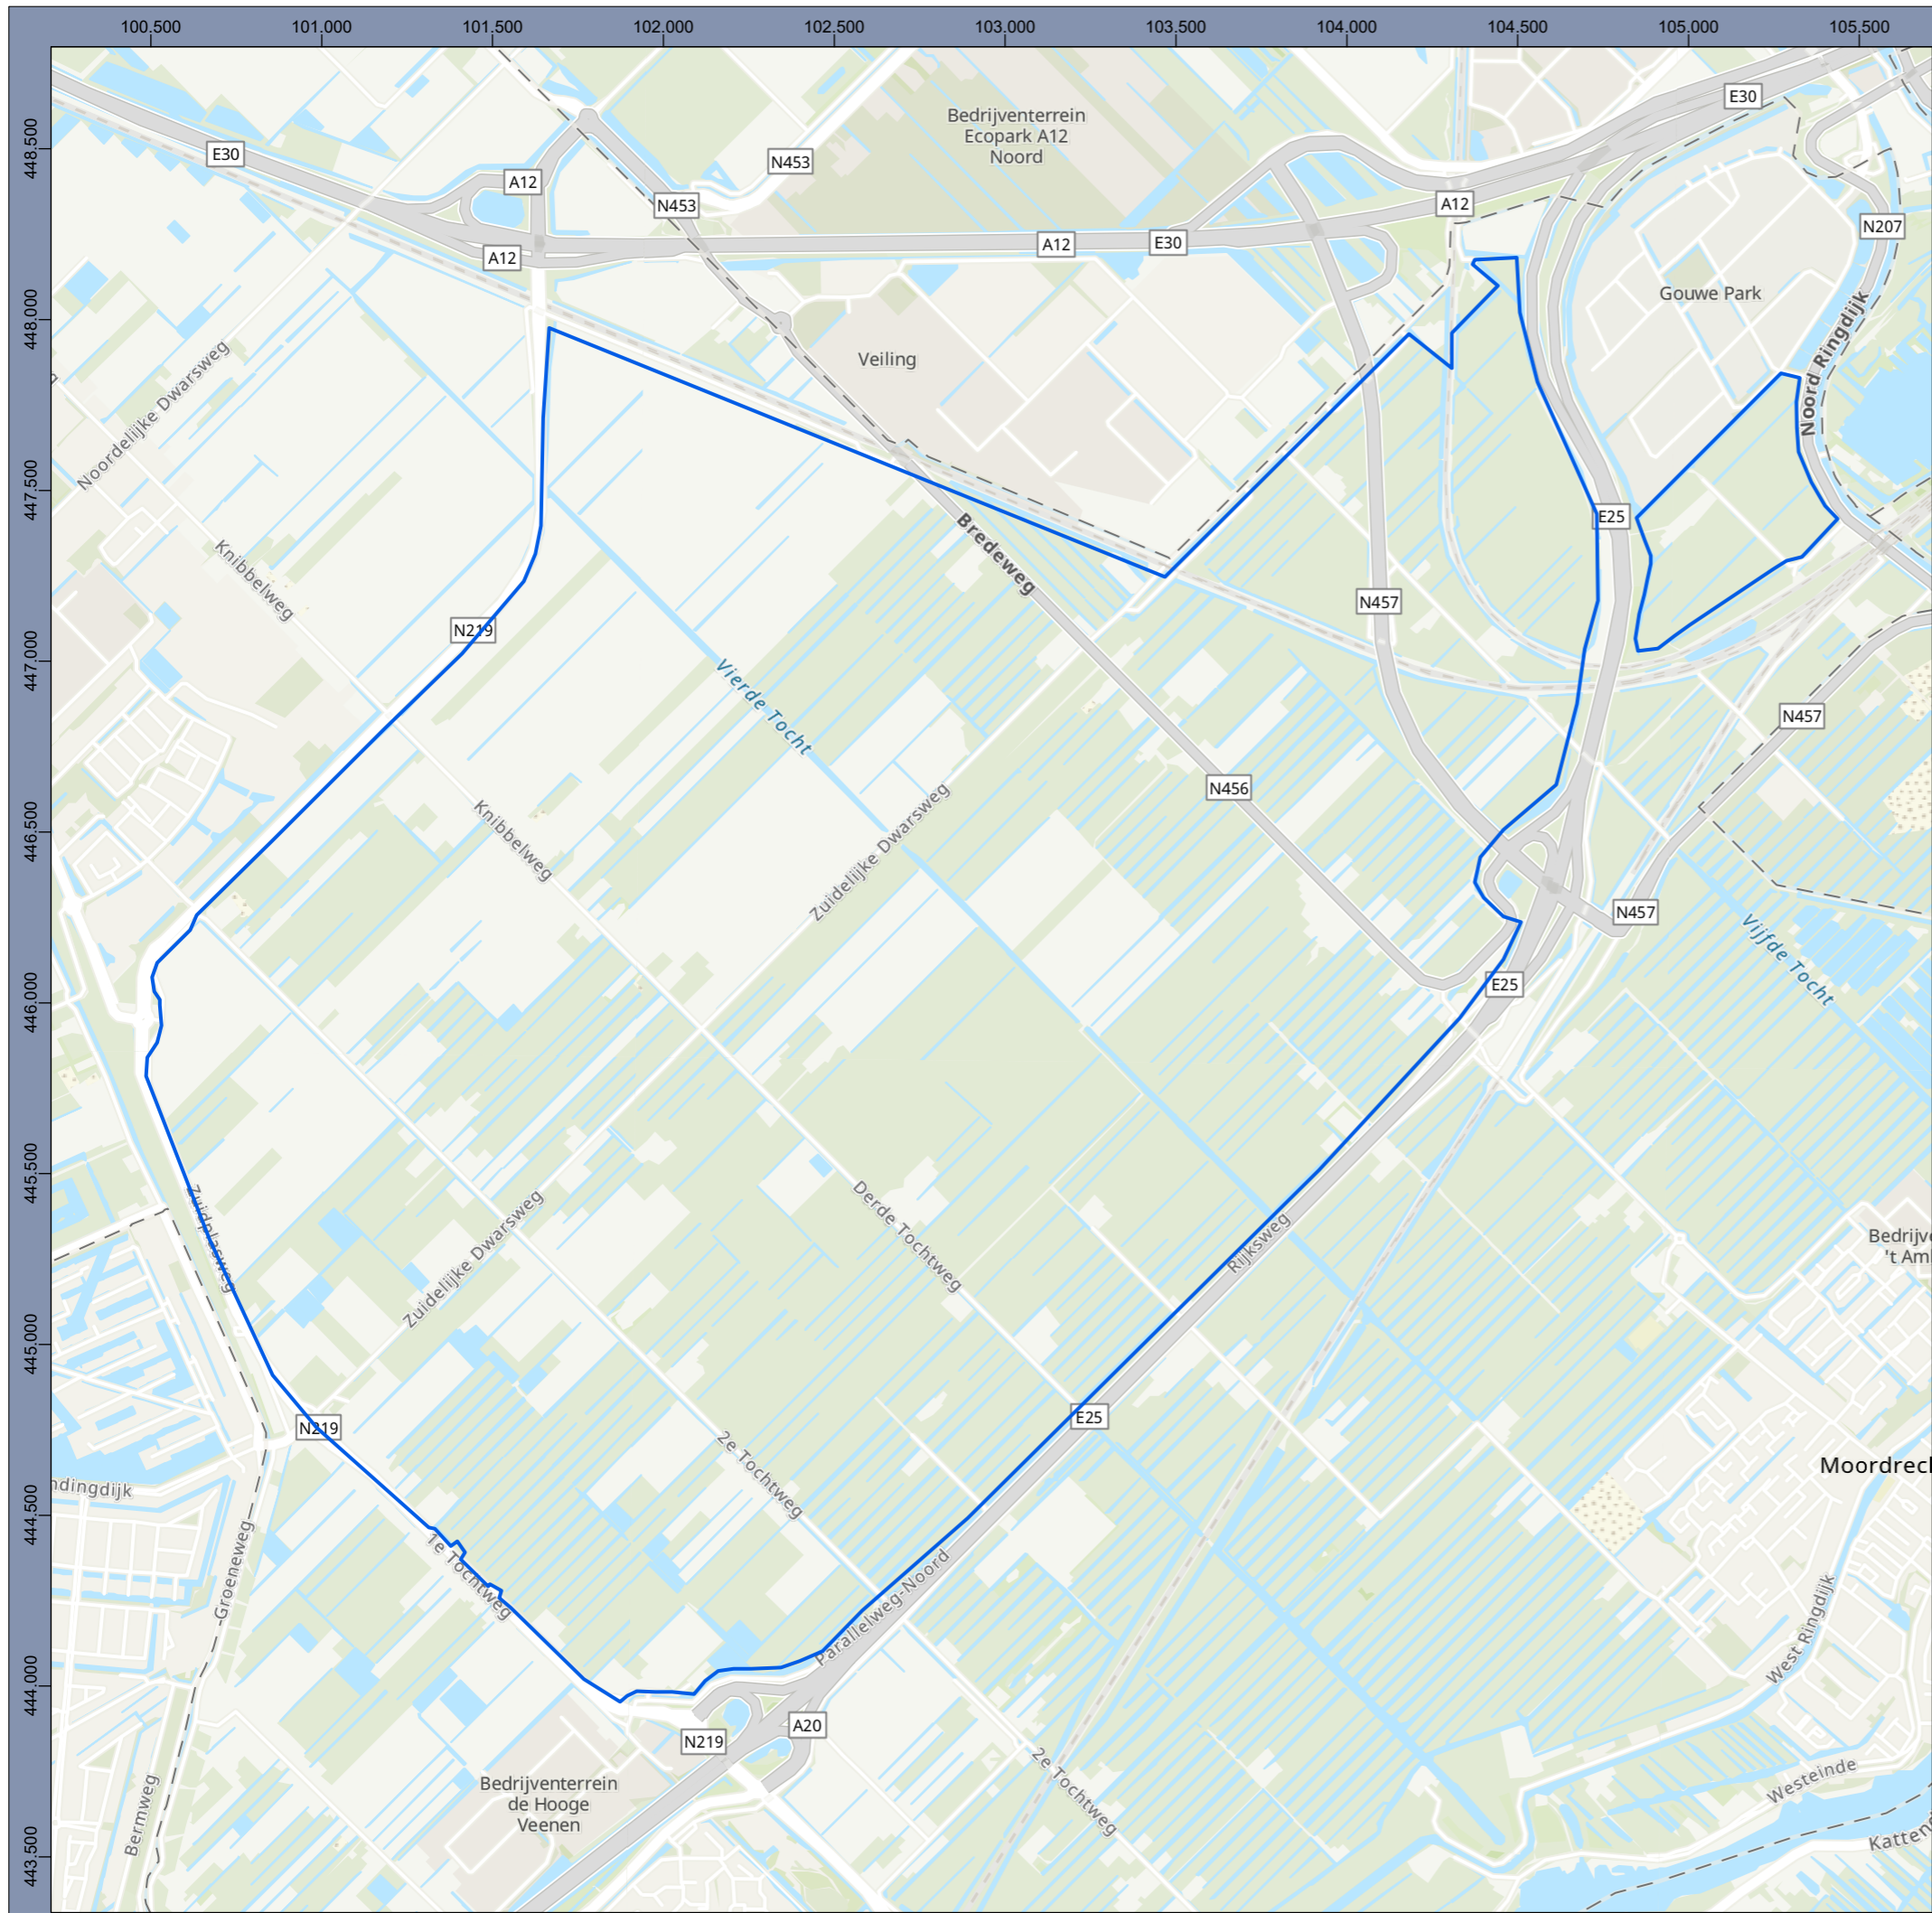 100.500 101.000 101.500 102.000 102.500 103.000 103.500 104.000 104.500 105.000 105.500
448.500
448.000
447.500
447.000
446.500
446.000
445.500
445.000
444.500
444.000
443.500
E30
Bedrijventerrein
Ecopark A12
Noord
E30
N453
A12
N453
A12
N207
A12
A12
E30
Gouwe Park
Noord Ringdijk
Veiling
Noordelijke Dwarsweg
E25
Bredeweg
Knibbelweg
N457
N219
Vierde Tocht
N457
N456
Knibbelweg
Zuidelijke Dwarsweg
N457
Vijfde Tocht
E25
Zuidplasweg
Zuidelijke Dwarsweg
Derde Tochtweg
Rijksweg
Bedrijve
't Am
N219
E25
2e Tochtweg
Moordrecl
ndingdijk
Groeneweg
1e Tochtweg
Parallelweg-Noord
West Ringdijk
A20
N219
2e Tochtweg
Bedrijventerrein
de Hooge
Veenen
Bermweg
Westeinde
Katten